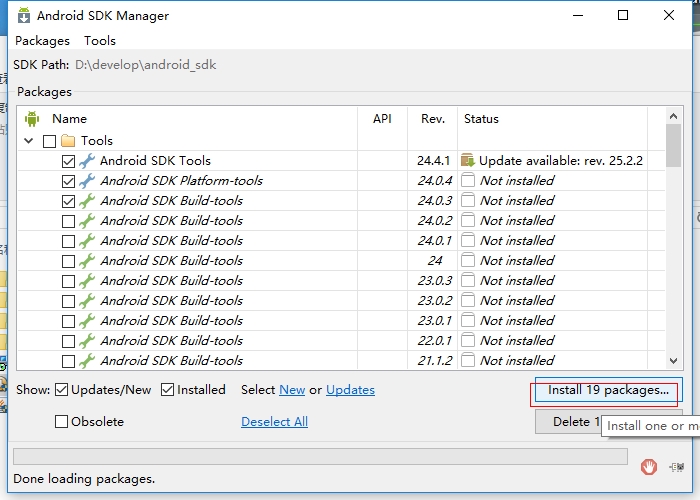 Android SDK Manager
Packages Tools
SDK Path: D:\develop\android_sdk
Packages
Name API Rev. Status
Tools
Android SDK Tools 24.4.1 Update available: rev. 25.2.2
Android SDK Platform-tools 24.0.4 Not installed
Android SDK Build-tools 24.0.3 Not installed
Android SDK Build-tools 24.0.2 Not installed
Android SDK Build-tools 24.0.1 Not installed
Android SDK Build-tools 24 Not installed
Android SDK Build-tools 23.0.3 Not installed
Android SDK Build-tools 23.0.2 Not installed
Android SDK Build-tools 23.0.1 Not installed
Android SDK Build-tools 22.0.1 Not installed
Android SDK Build-tools 21.1.2 Not installed
Show: Updates/New Installed Select New or Updates Install 19 packages...
Obsolete Deselect All Delete 1
Install one or m
Done loading packages.